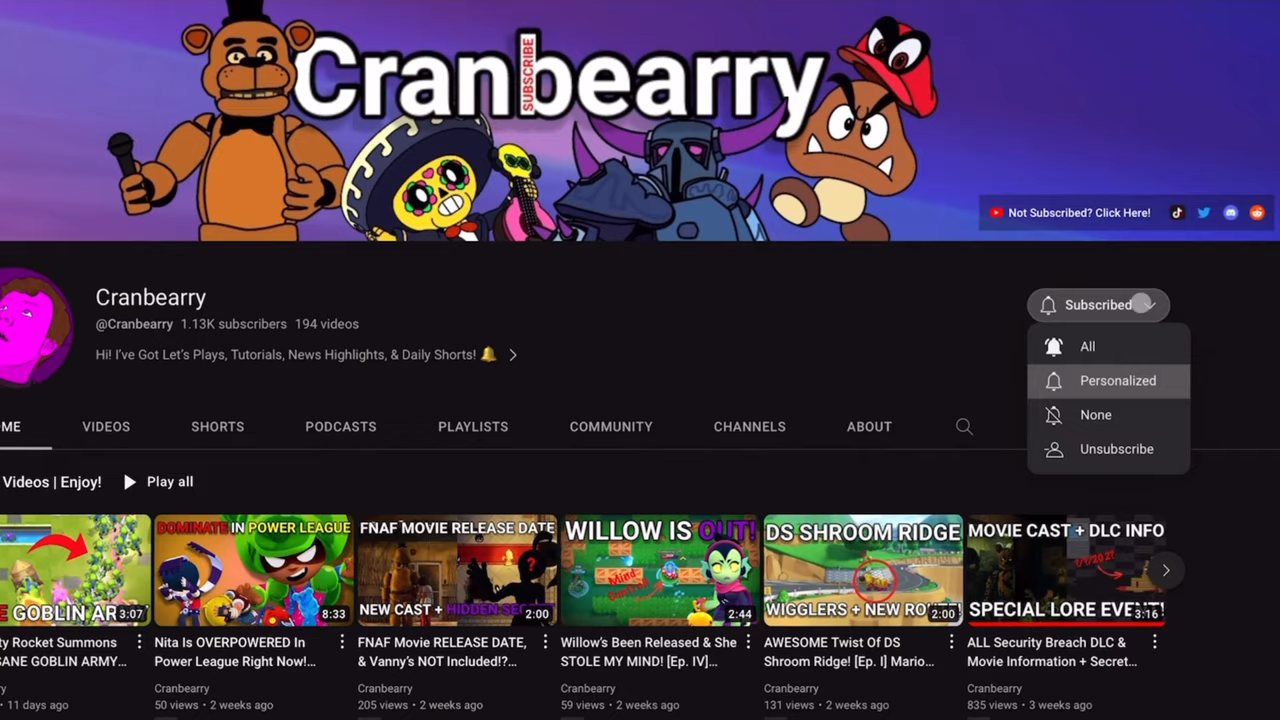 Cranbearry
SUBSCRIBE
Not Subscribed? Click Here!
Cranbearry
@Cranbearry 1.13K subscribers 194 videos
Hi! I've Got Let's Plays, Tutorials, News Highlights, & Daily Shorts! 🔔
Subscribed
All
Personalized
None
Unsubscribe
ME VIDEOS SHORTS PODCASTS PLAYLISTS COMMUNITY CHANNELS ABOUT
Videos | Enjoy! Play all
E GOBLIN AR
3:07
DOMINATE IN POWER LEAGUE
8:33
FNAF MOVIE RELEASE DATE
?
NEW CAST + HIDDEN SEC
2:00
WILLOW IS OUT!
Mind
Control
2:44
DS SHROOM RIDGE
WIGGLERS + NEW RO
2:00
MOVIE CAST + DLC INFO
SPECIAL LORE EVENT!
3:16
ty Rocket Summons
SANE GOBLIN ARMY…
y
• 11 days ago
Nita Is OVERPOWERED In
Power League Right Now!…
Cranbearry
50 views • 2 weeks ago
FNAF Movie RELEASE DATE,
& Vanny's NOT Included!?…
Cranbearry
205 views • 2 weeks ago
Willow's Been Released & She
STOLE MY MIND! [Ep. IV]…
Cranbearry
59 views • 2 weeks ago
AWESOME Twist Of DS
Shroom Ridge! [Ep. I] Mario…
Cranbearry
131 views • 2 weeks ago
ALL Security Breach DLC &
Movie Information + Secret…
Cranbearry
835 views • 3 weeks ago